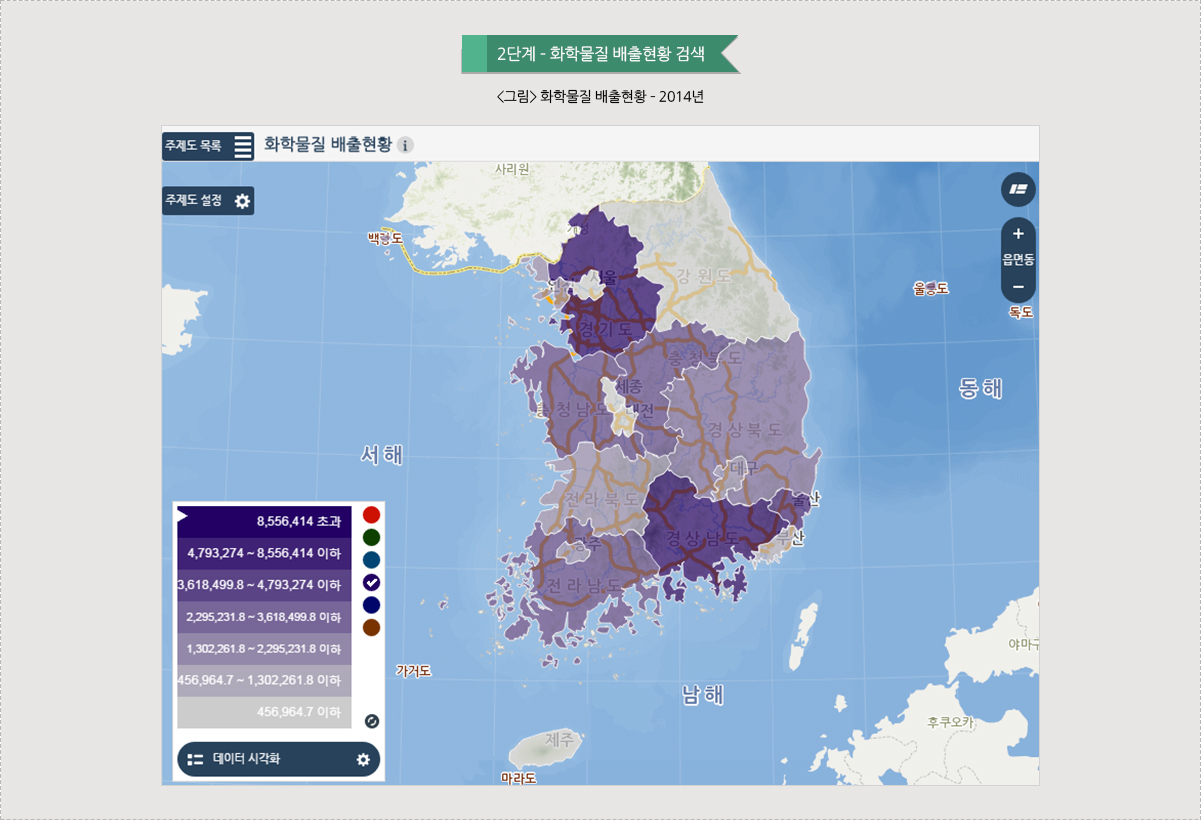 2단계 - 화학물질 배출현황 검색
<그림> 화학물질 배출현황 - 2014년
주제도 목록
화학물질 배출현황 i
주제도 설정
사리원
백령도
강 원 도
읍면동
울릉도
독도
경 기 도
충 청 북 도
세종
충 청 남 도
대전
동 해
경 상 북 도
서 해
대구
전 라 북 도
울산
경 상 남 도
부산
광주
전 라 남 도
8,556,414 초과
4,793,274 ~ 8,556,414 이하
3,618,499.8 ~ 4,793,274 이하
2,295,231.8 ~ 3,618,499.8 이하
1,302,261.8 ~ 2,295,231.8 이하
456,964.7 ~ 1,302,261.8 이하
456,964.7 이하
가거도
야마구
남 해
후쿠오카
제주
마라도
데이터 시각화